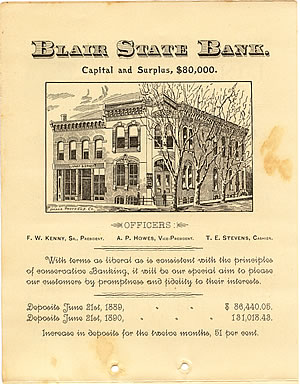 BLAIR STATE BANK.
Capital and Surplus, $80,000.
OFFICERS:
F. W. KENNY, SR., PRESIDENT. A. P. HOWES, VICE-PRESIDENT. T. E. STEVENS, CASHIER.
With terms as liberal as is consistent with the principles
of conservative Banking, it will be our special aim to please
our customers by promptness and fidelity to their interests.
Deposits June 21st, 1889, " " $ 86,440.05.
Deposits June 21st, 1890, " " 131,018.43.
Increase in deposits for the twelve months, 51 per cent.